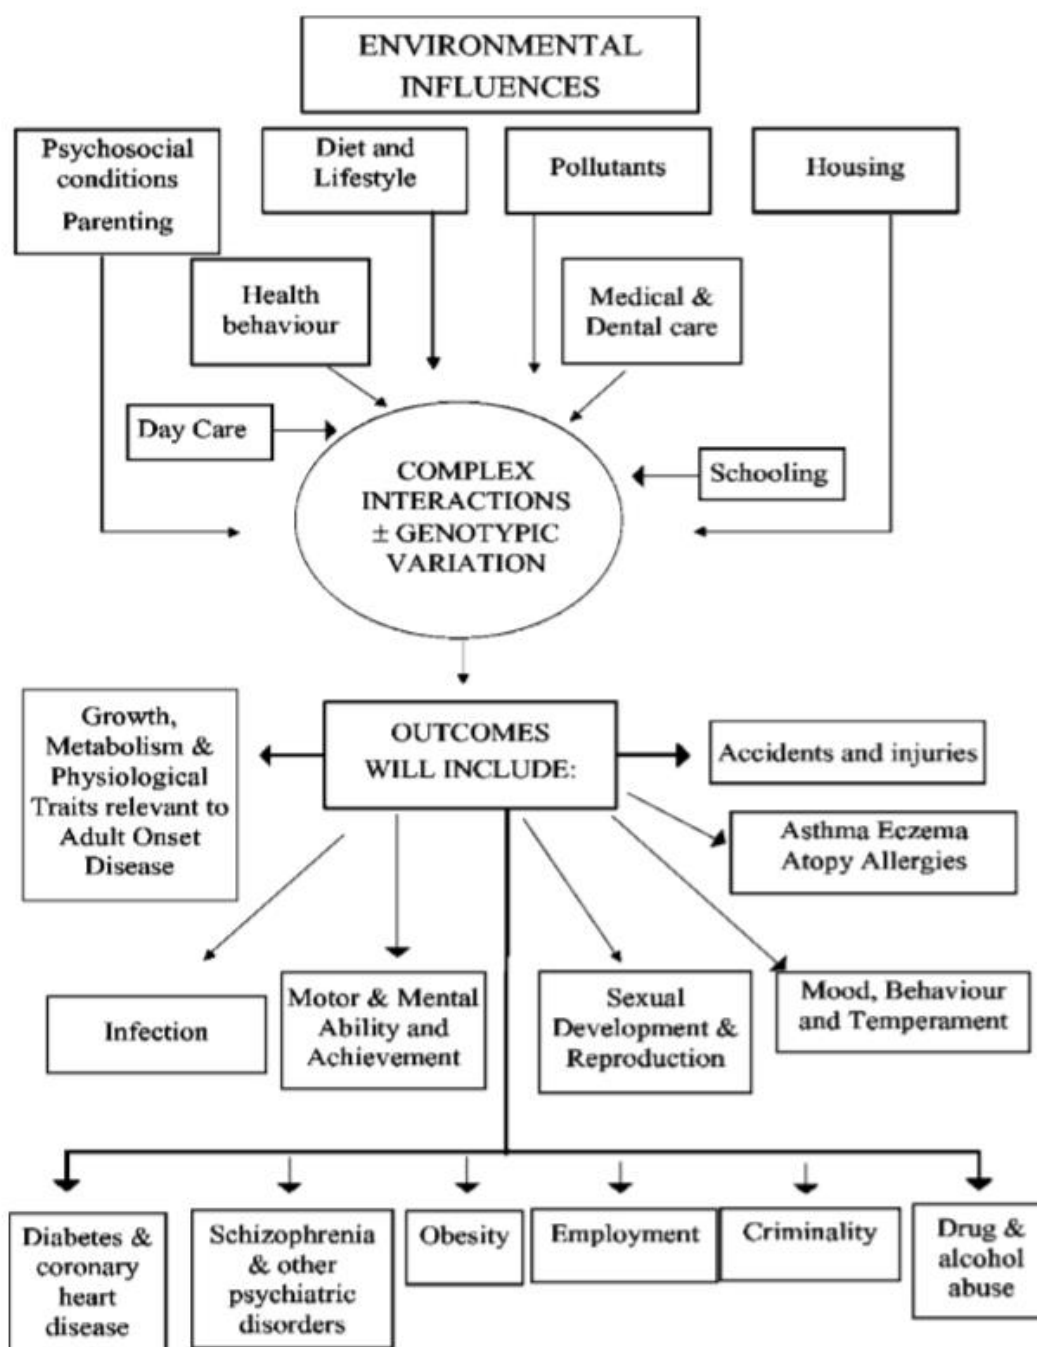 ENVIRONMENTAL
INFLUENCES
Psychosocial
conditions
Parenting
Diet and
Lifestyle
Pollutants
Housing
Health
behaviour
Medical &
Dental care
Day Care
Schooling
COMPLEX
INTERACTIONS
± GENOTYPIC
VARIATION
Growth,
Metabolism &
Physiological
Traits relevant to
Adult Onset
Disease
OUTCOMES
WILL INCLUDE:
Accidents and injuries
Asthma Eczema
Atopy Allergies
Infection
Motor & Mental
Ability and
Achievement
Sexual
Development &
Reproduction
Mood, Behaviour
and Temperament
Diabetes &
coronary
heart
disease
Schizophrenia
& other
psychiatric
disorders
Obesity
Employment
Criminality
Drug &
alcohol
abuse